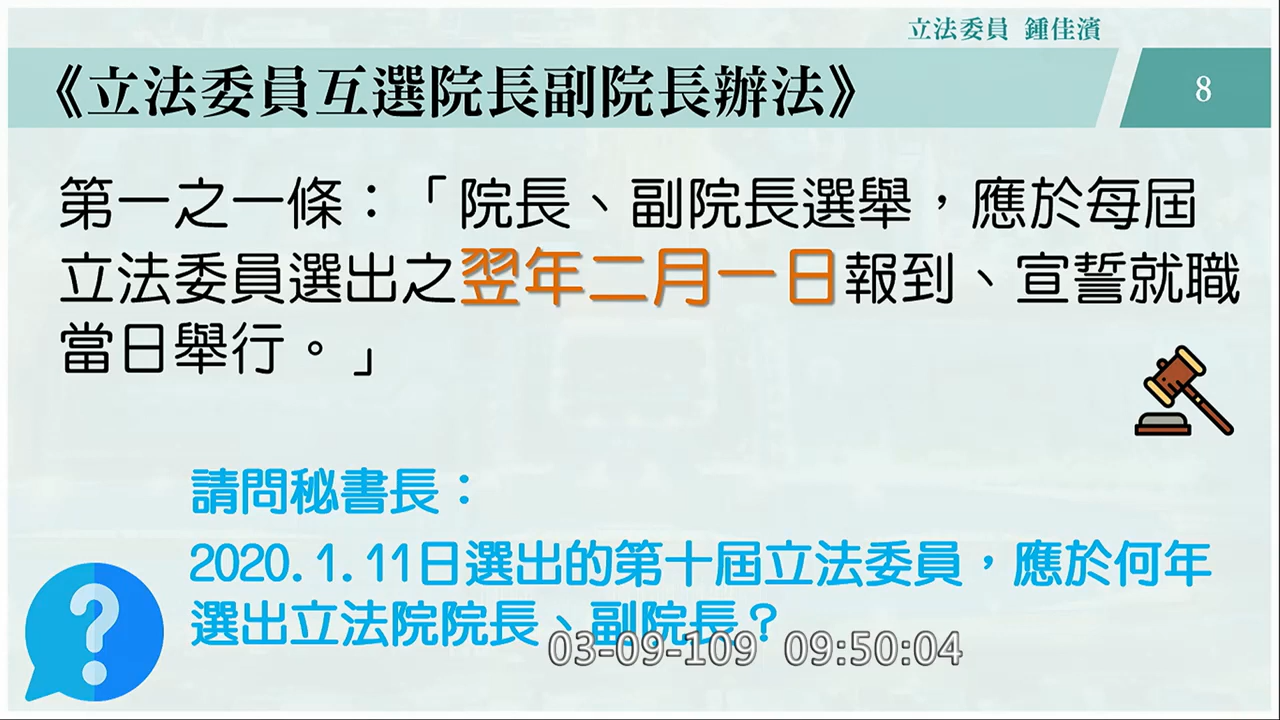 立法委員 鍾佳濱
《立法委員互選院長副院長辦法》
8
第一之一條：「院長、副院長選舉，應於每屆
立法委員選出之翌年二月一日報到、宣誓就職
當日舉行。」
請問秘書長：
2020.1.11日選出的第十屆立法委員，應於何年
選出立法院院長、副院長？
03-09-109 09:50:04